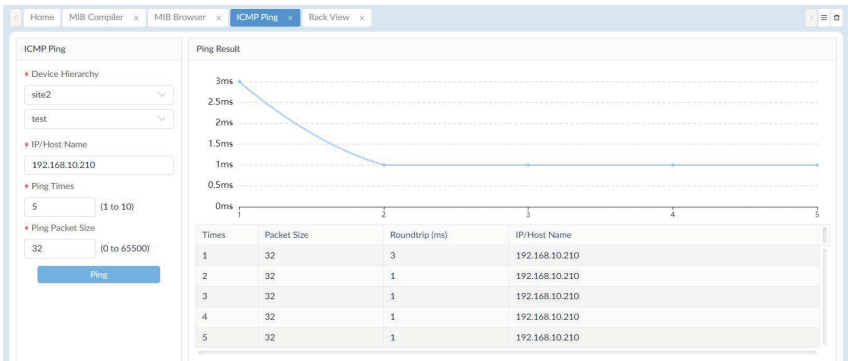 < Home MIB Compiler x MIB Browser x ICMP Ping x Rack View x >
ICMP Ping
* Device Hierarchy
site2
test
* IP/Host Name
192.168.10.210
* Ping Times
5 (1 to 10)
* Ping Packet Size
32 (0 to 65500)
Ping
Ping Result
3ms
2.5ms
2ms
1.5ms
1ms
0.5ms
0ms
1 2 3 4 5
Times Packet Size Roundtrip (ms) IP/Host Name
1 32 3 192.168.10.210
2 32 1 192.168.10.210
3 32 1 192.168.10.210
4 32 1 192.168.10.210
5 32 1 192.168.10.210